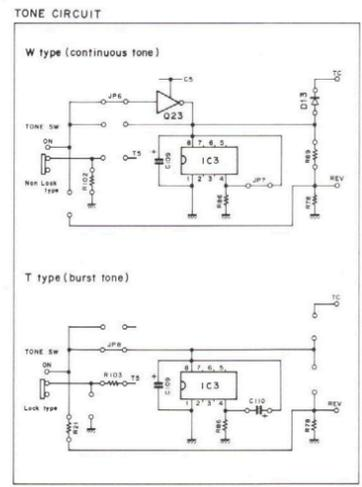 TONE CIRCUIT
W type (continuous tone)
C5
TC
JP6
Q23
D13
TONE SW
ON
T5
8 7 6 5
C109
IC3
R69
Non Lock type
R102
1 2 3 4
JP7
REV
R86
R78
T type (burst tone)
TC
TONE SW
JP8
ON
8 7 6 5
R103
T5
C109
IC3
Lock type
1 2 3 4
C110
REV
R21
R86
R78